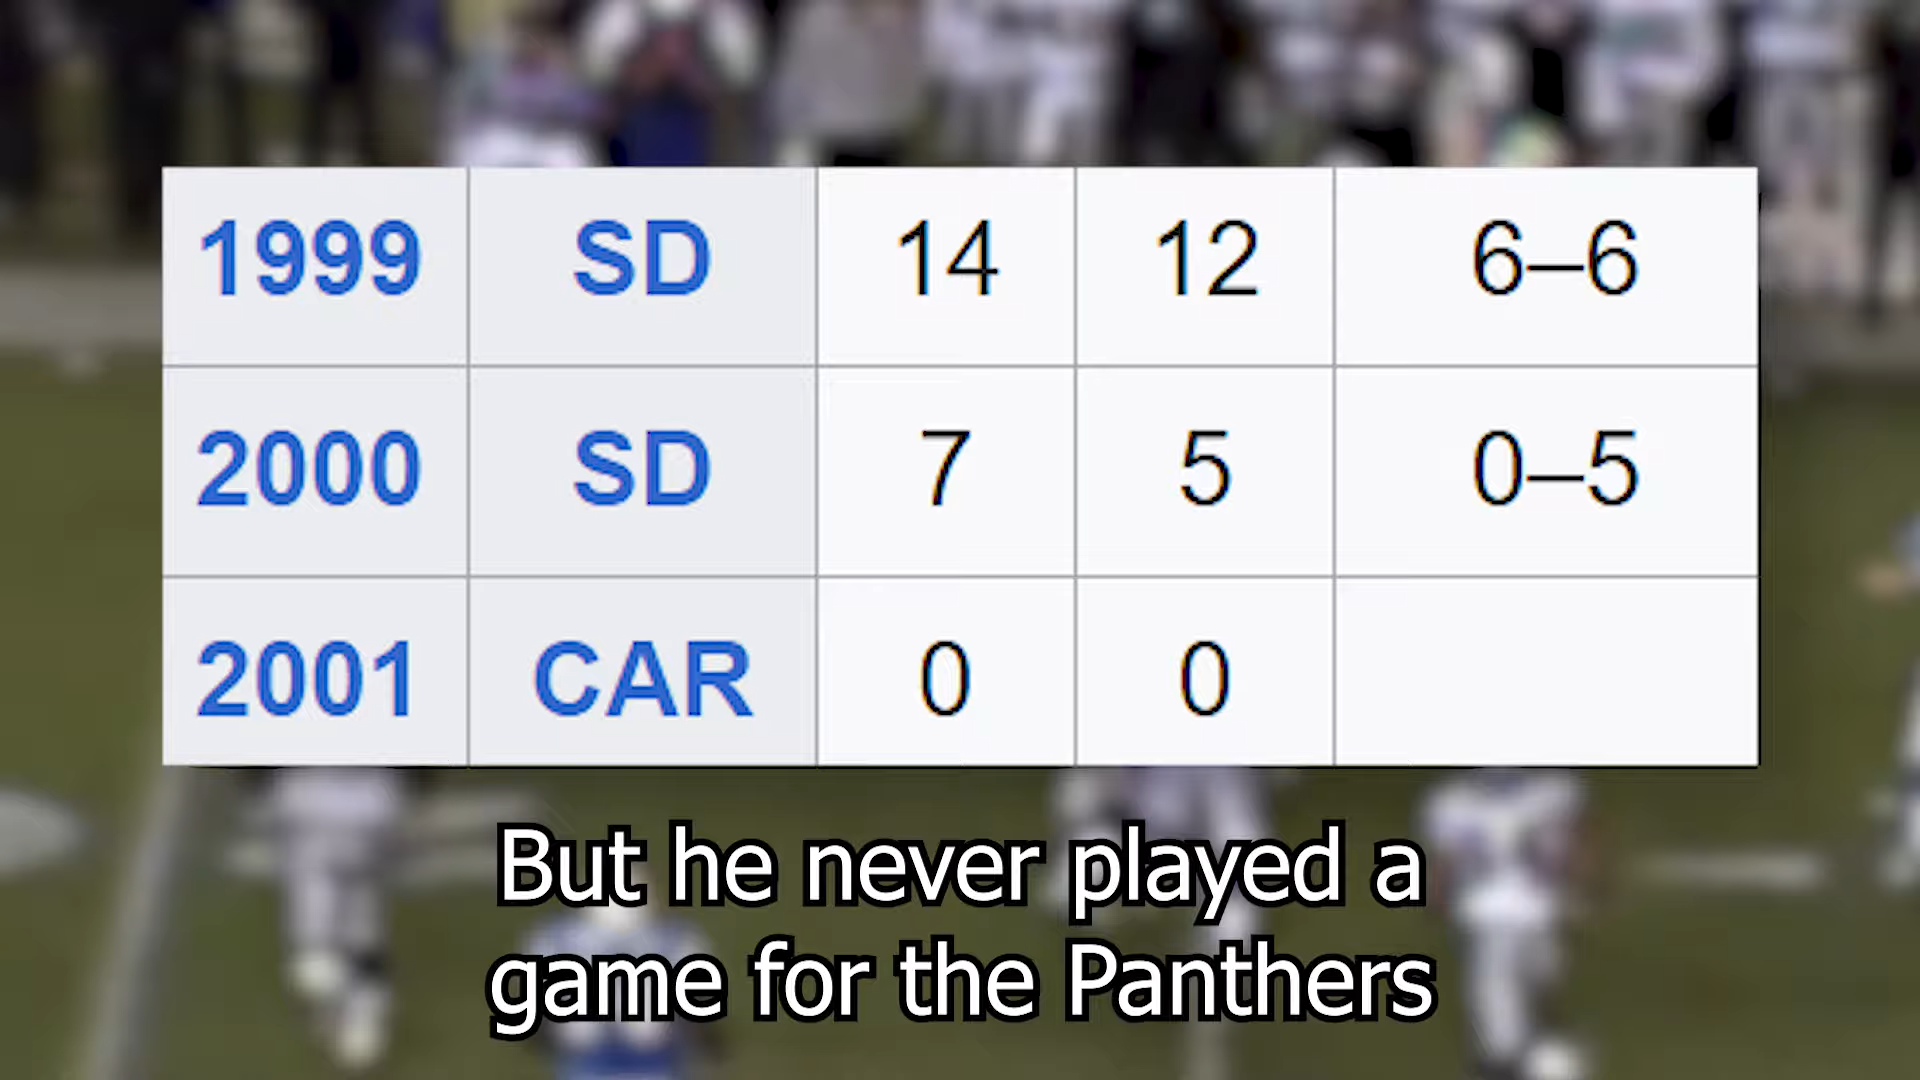 1999 SD 14 12 6–6
2000 SD 7 5 0–5
2001 CAR 0 0
But he never played a
game for the Panthers